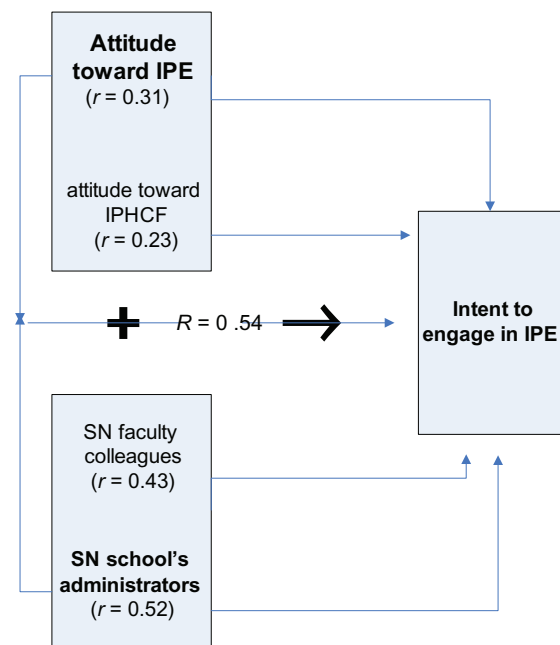 Attitude
toward IPE
(r = 0.31)
attitude toward
IPHCF
(r = 0.23)
+ R = 0 .54 →
Intent to
engage in IPE
SN faculty
colleagues
(r = 0.43)
SN school's
administrators
(r = 0.52)